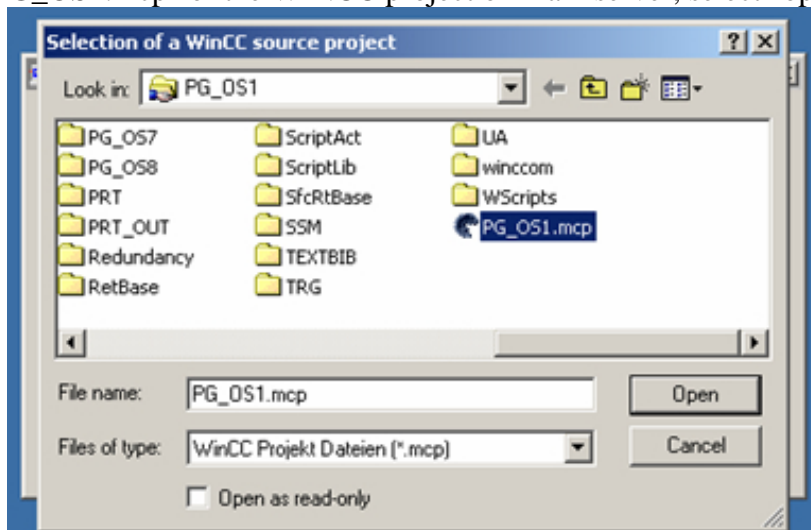 Selection of a WinCC source project
Look in: PG_OS1
PG_OS7 ScriptAct UA
PG_OS8 ScriptLib winccom
PRT SfcRtBase WScripts
PRT_OUT SSM PG_OS1.mcp
Redundancy TEXTBIB
RetBase TRG
File name: PG_OS1.mcp Open
Files of type: WinCC Projekt Dateien (*.mcp) Cancel
Open as read-only